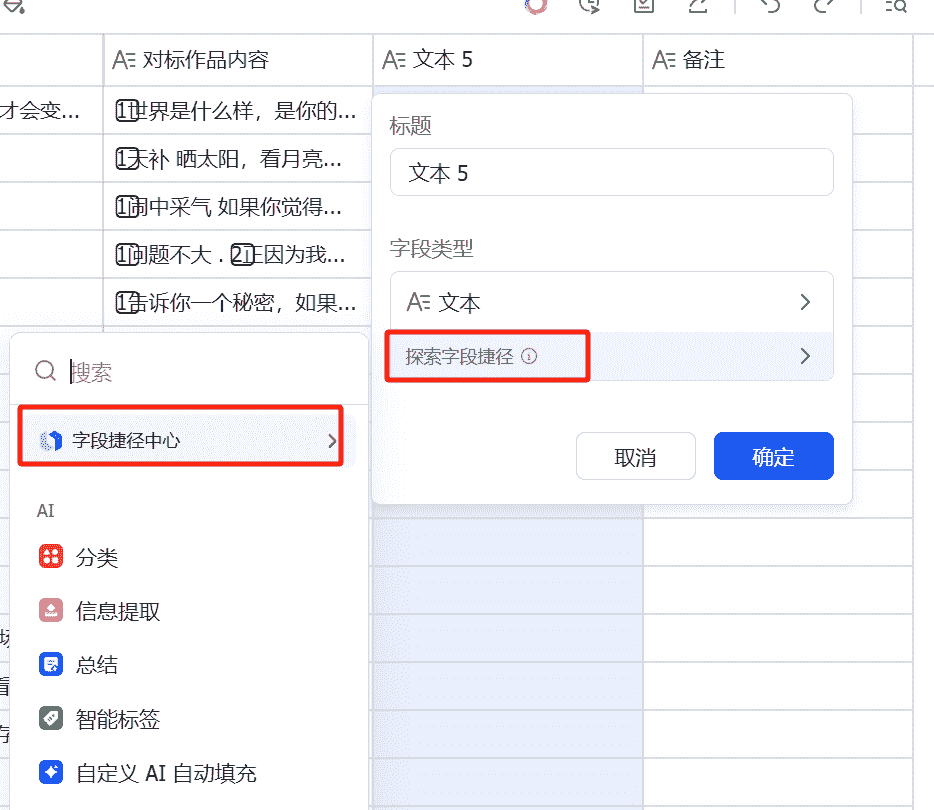 对标作品内容
文本 5
备注
才会变...
1世界是什么样，是你的...
1天补 晒太阳，看月亮...
1闹中采气 如果你觉得...
1问题不大 . 2正因为我...
1告诉你一个秘密，如果...
标题
文本 5
字段类型
文本
探索字段捷径
取消
确定
搜索
字段捷径中心
AI
分类
信息提取
总结
智能标签
自定义 AI 自动填充